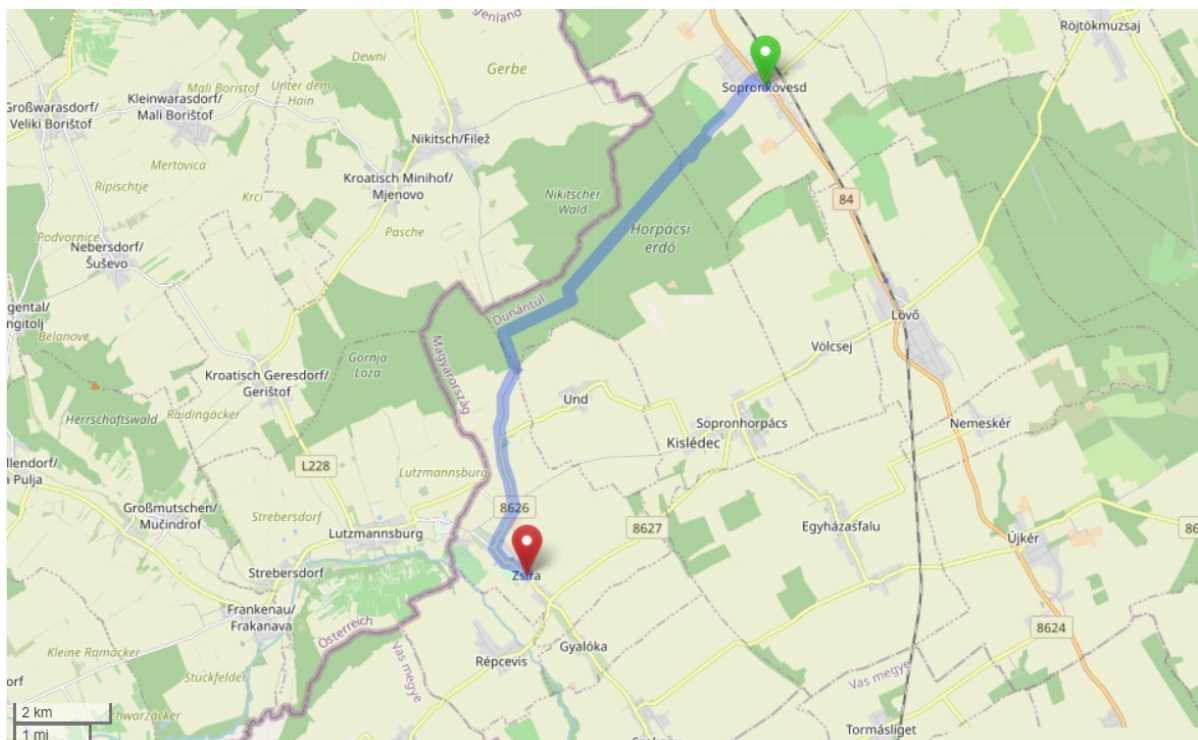 genland
Dewni
Gerbe
Röjtökmuzsaj
Mali Boristof
Unter dem
Hain
Sopronkövesd
Großwarasdorf/
Veliki Borištof
Kleinwarasdorf/
Mali Borištof
Nikitsch/Filež
Mertovica
Ripischtje
Krci
Kroatisch Minihof/
Mjenovo
Nikitscher
Wald
84
Podvornice
Nebersdorf/
Šuševo
Pasche
Horpácsi
erdő
Dunántúl
Lövő
Belanove
Magyarország
Gornja
Loza
Völcsej
Kroatisch Geresdorf/
Gerištof
Und
Raidingäcker
Herrschaftswald
Sopronhorpács
Kislédec
Nemeskér
L228
Lutzmannsburg
8626
Großmutschen/
Mučindrof
Strebersdorf
Lutzmannsburg
8627
Egyházasfalu
Újkér
Strebersdorf
Zsira
Frankenau/
Frakanava
Österreich
Vas megye
8624
Kleine Ramäcker
Répcevis
Gyalóka
Stuckfelder
Vas megye
2 km
1 mi
Tormásliget